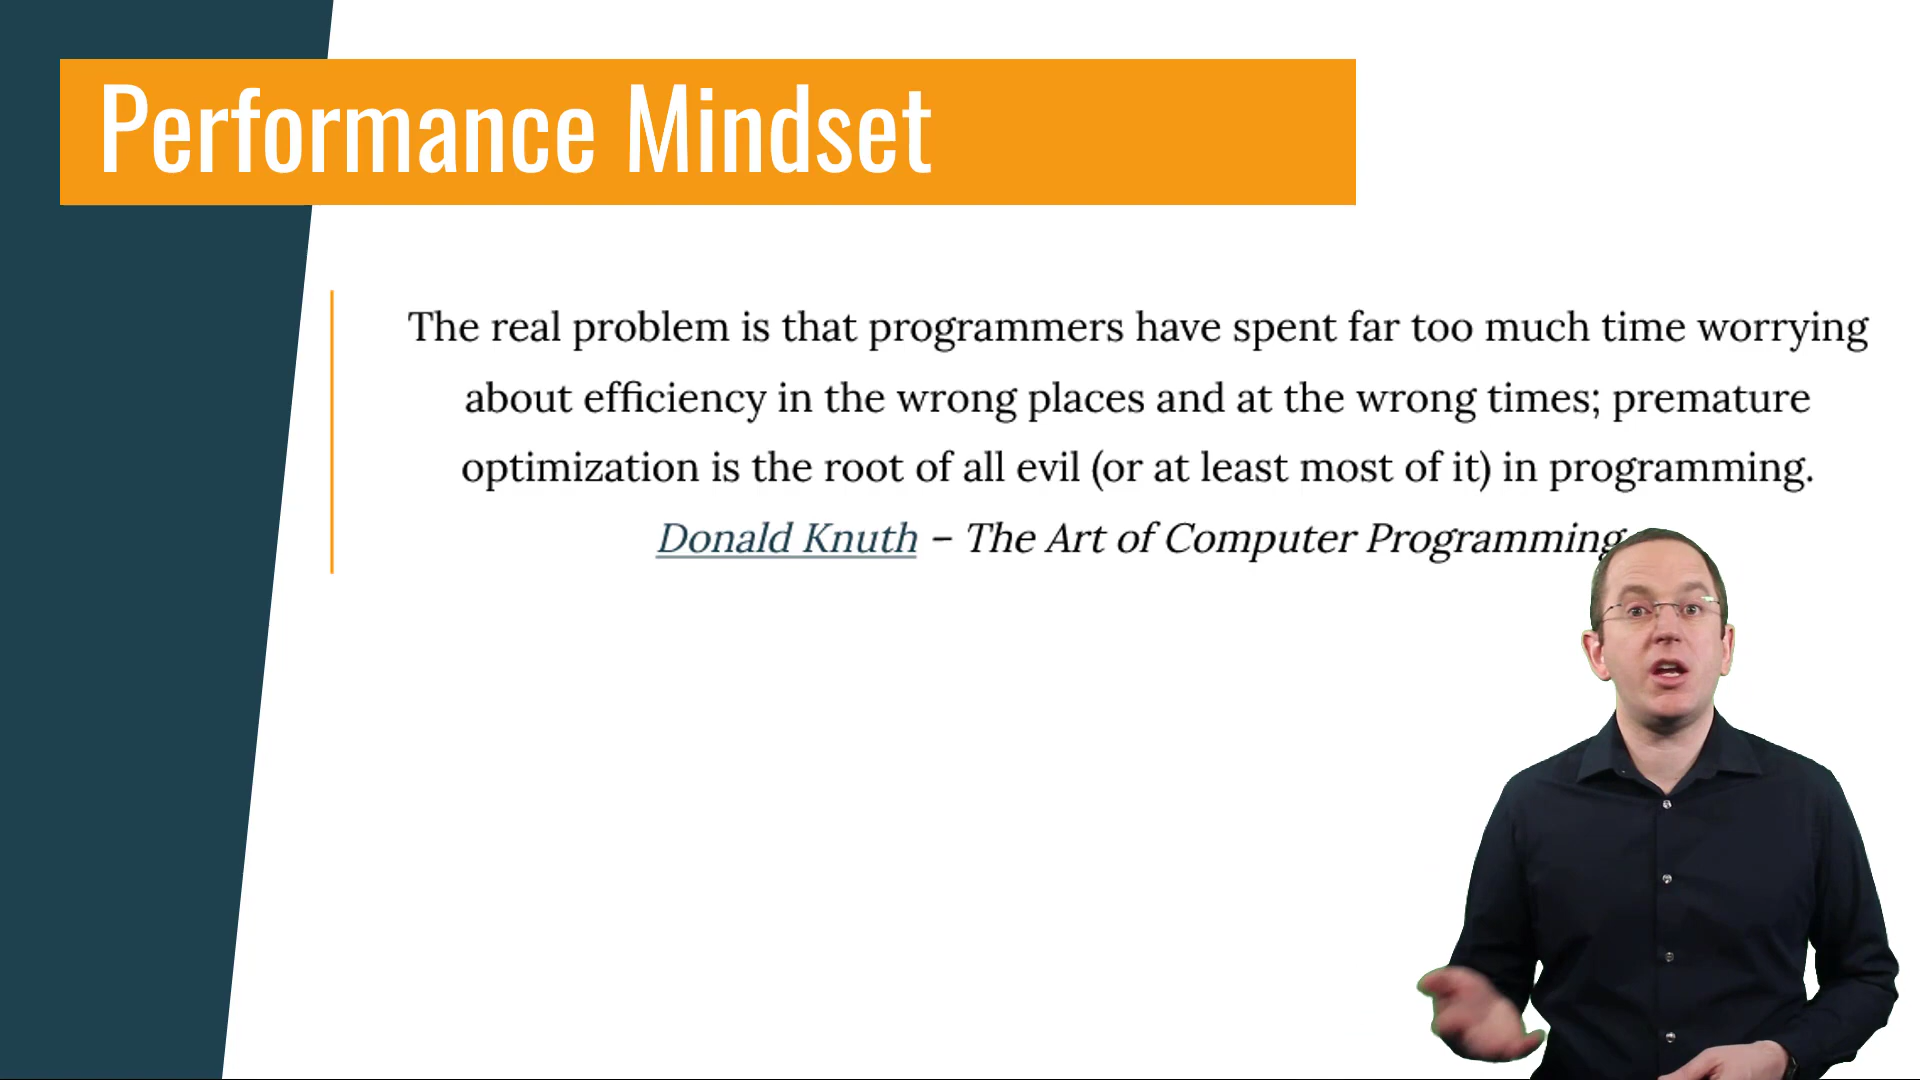 Performance Mindset
The real problem is that programmers have spent far too much time worrying
about efficiency in the wrong places and at the wrong times; premature
optimization is the root of all evil (or at least most of it) in programming.
Donald Knuth – The Art of Computer Programming